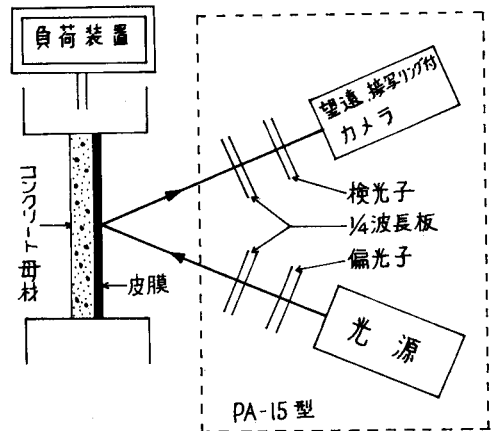 負荷装置
望遠、接写リング付
カメラ
コンクリート母材
検光子
1/4波長板
偏光子
皮膜
光源
PA-15型